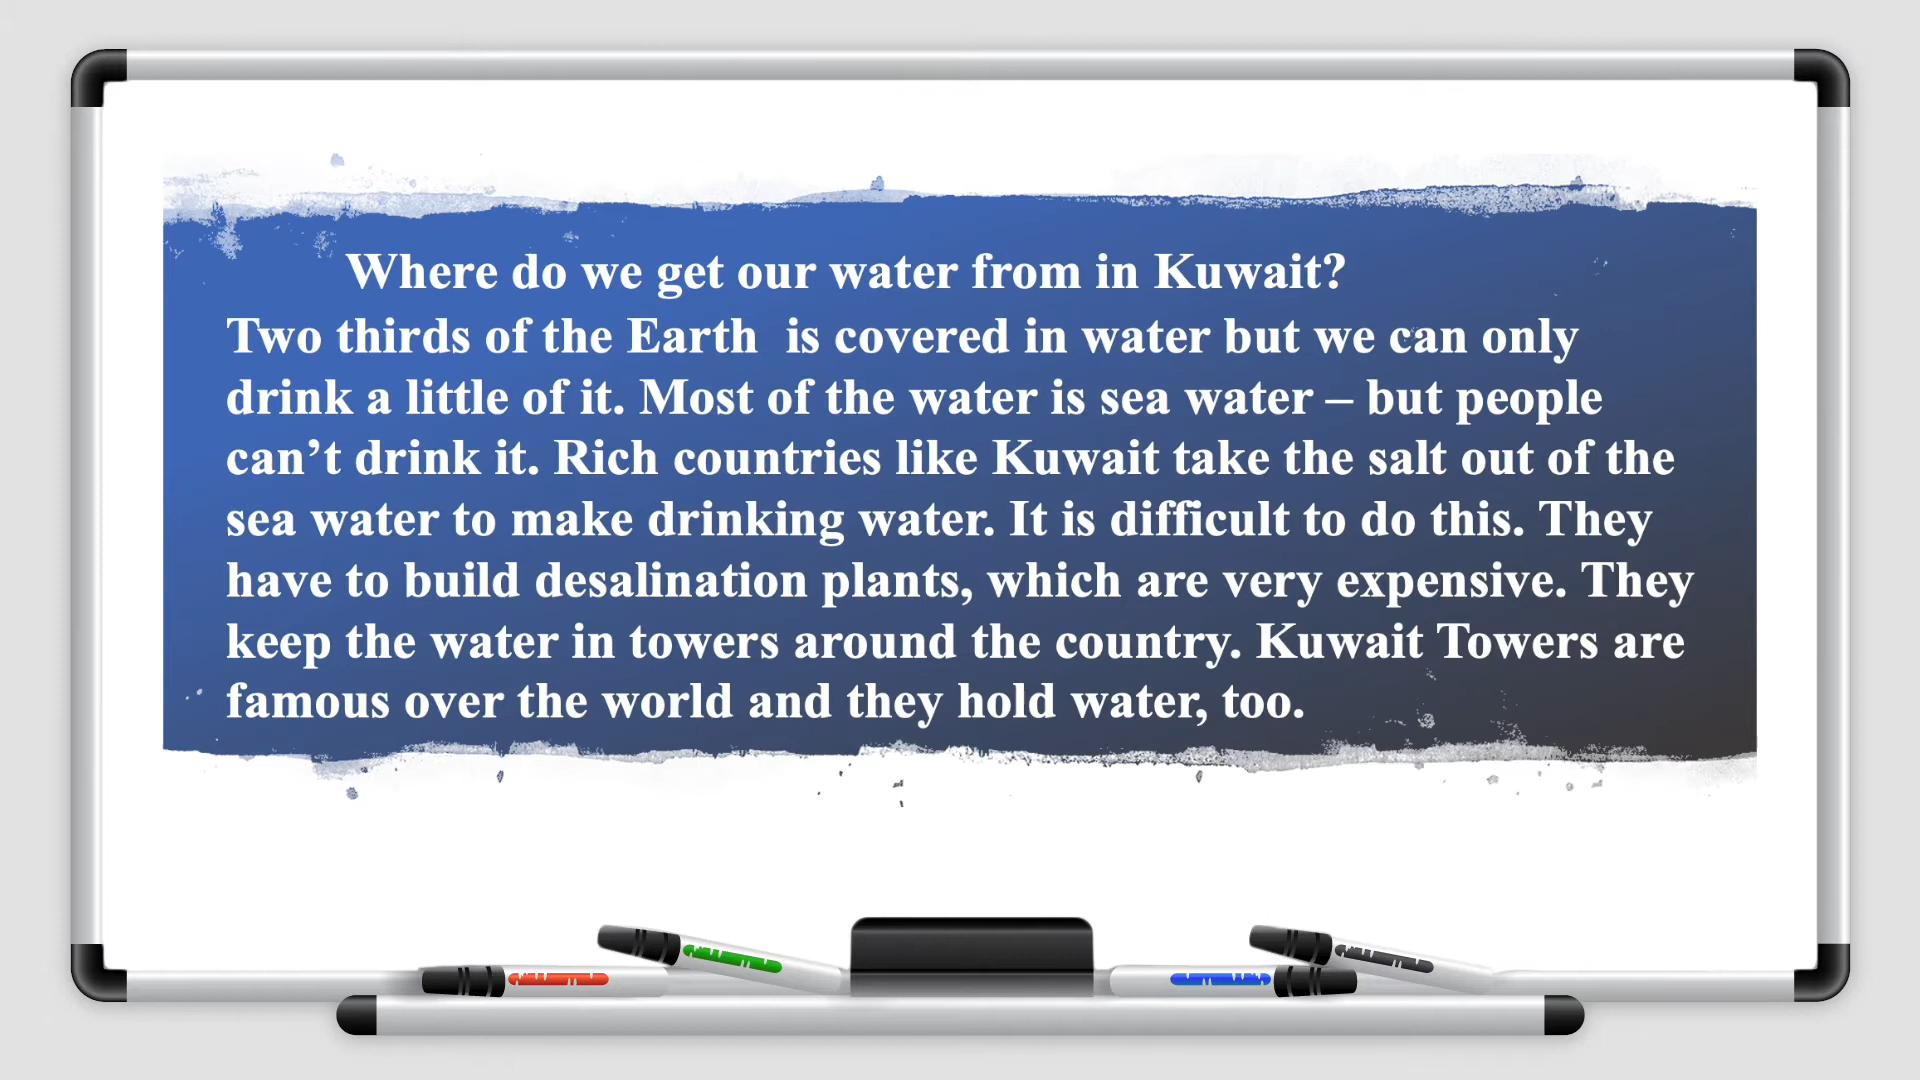 Where do we get our water from in Kuwait?
Two thirds of the Earth  is covered in water but we can only
drink a little of it. Most of the water is sea water – but people
can’t drink it. Rich countries like Kuwait take the salt out of the
sea water to make drinking water. It is difficult to do this. They
have to build desalination plants, which are very expensive. They
keep the water in towers around the country. Kuwait Towers are
famous over the world and they hold water, too.